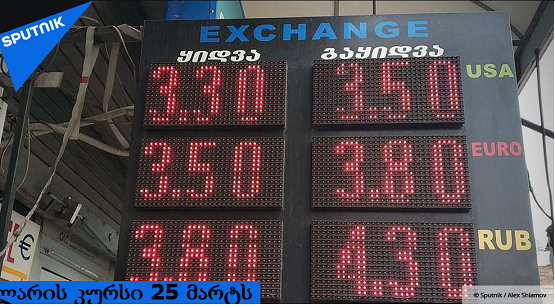 SPUTNIK
EXCHANGE
ყიდვა გაყიდვა
3.30 3.50 USA
3.50 3.80 EURO
3.80 4.30 RUB
€
ლარის კურსი 25 მარტს
© Sputnik / Alex Shlamov